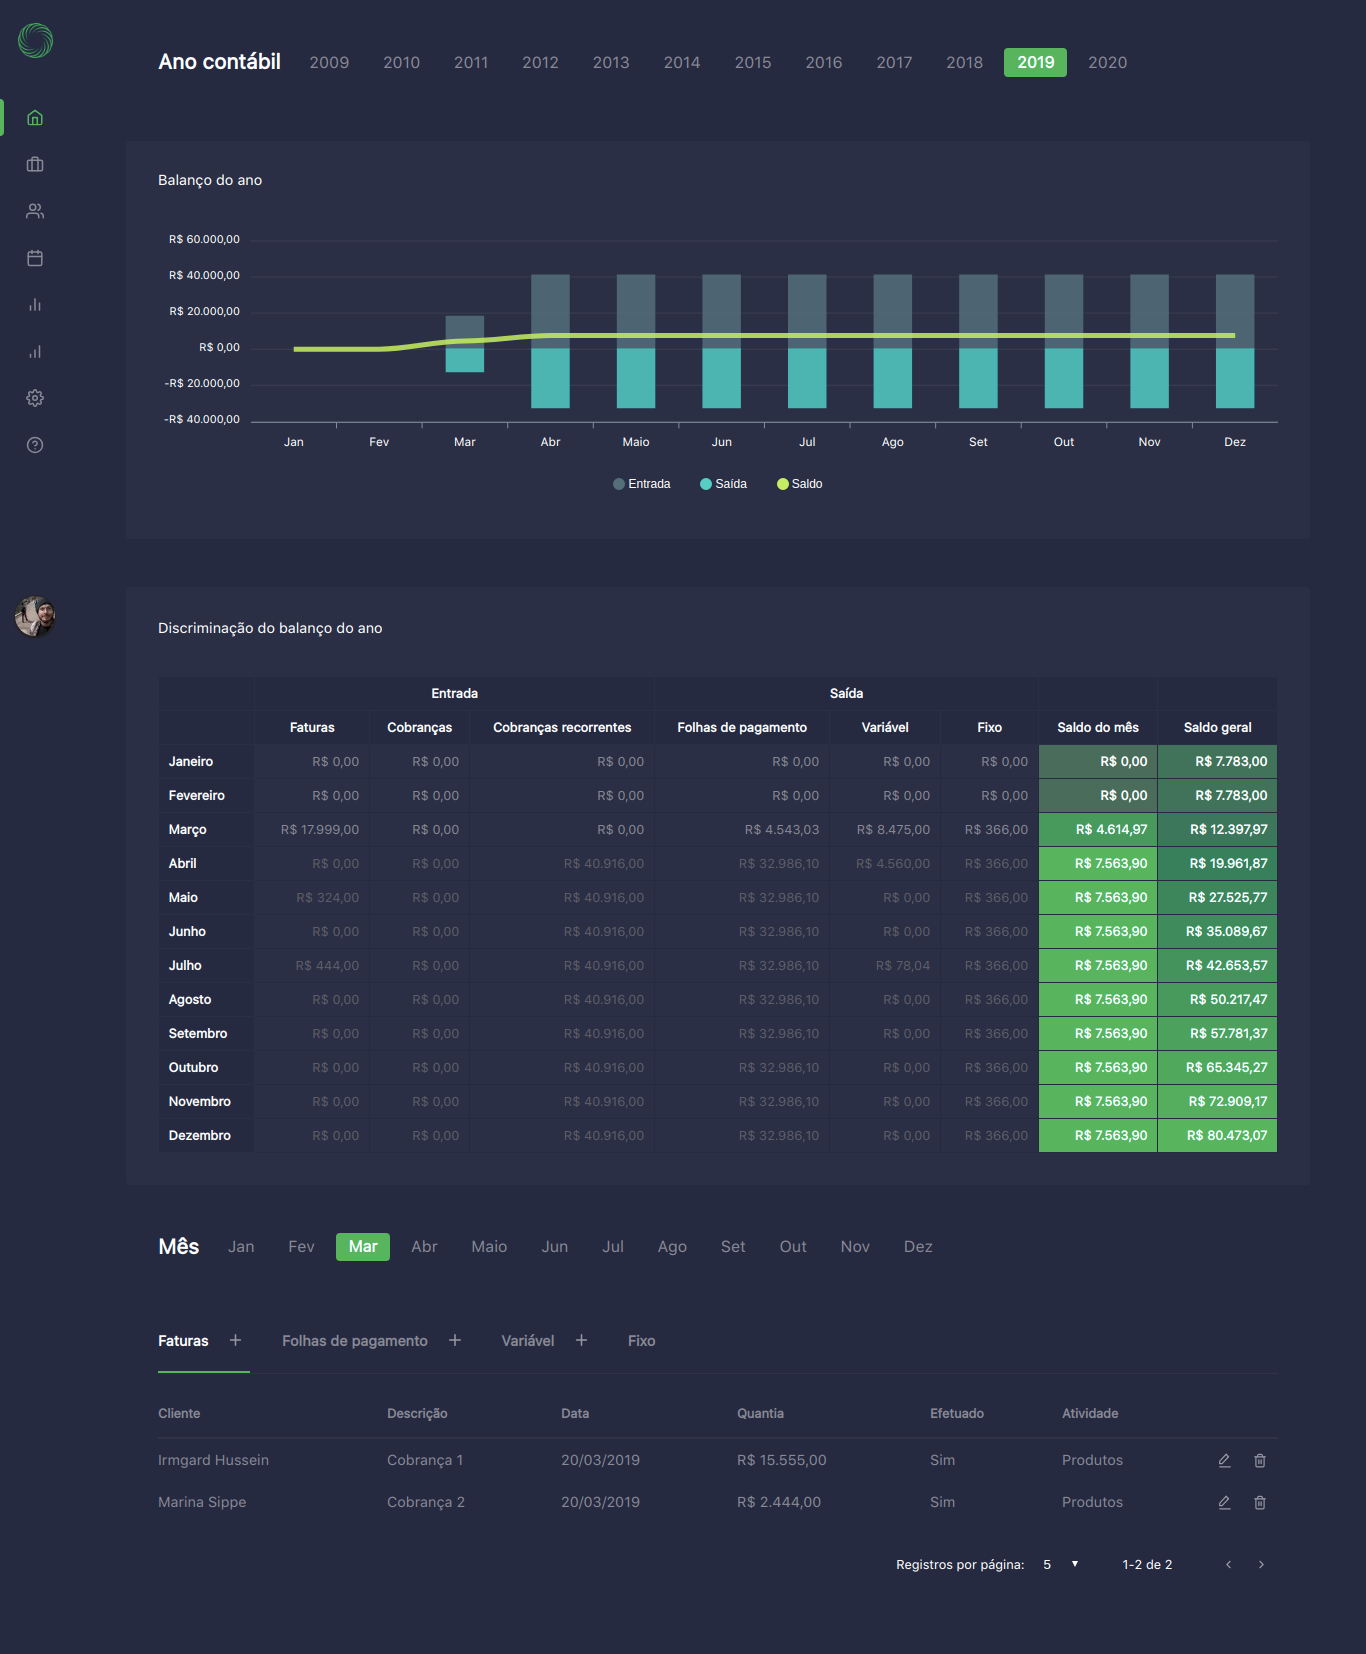 Ano contábil 2009 2010 2011 2012 2013 2014 2015 2016 2017 2018 2019 2020
Balanço do ano
R$ 60.000,00
R$ 40.000,00
R$ 20.000,00
R$ 0,00
-R$ 20.000,00
-R$ 40.000,00
Jan Fev Mar Abr Maio Jun Jul Ago Set Out Nov Dez
Entrada Saída Saldo
Discriminação do balanço do ano
Entrada Saída
Faturas Cobranças Cobranças recorrentes Folhas de pagamento Variável Fixo Saldo do mês Saldo geral
Janeiro R$ 0,00 R$ 0,00 R$ 0,00 R$ 0,00 R$ 0,00 R$ 0,00 R$ 0,00 R$ 7.783,00
Fevereiro R$ 0,00 R$ 0,00 R$ 0,00 R$ 0,00 R$ 0,00 R$ 0,00 R$ 0,00 R$ 7.783,00
Março R$ 17.999,00 R$ 0,00 R$ 0,00 R$ 4.543,03 R$ 8.475,00 R$ 366,00 R$ 4.614,97 R$ 12.397,97
Abril R$ 0,00 R$ 0,00 R$ 40.916,00 R$ 32.986,10 R$ 4.560,00 R$ 366,00 R$ 7.563,90 R$ 19.961,87
Maio R$ 324,00 R$ 0,00 R$ 40.916,00 R$ 32.986,10 R$ 0,00 R$ 366,00 R$ 7.563,90 R$ 27.525,77
Junho R$ 0,00 R$ 0,00 R$ 40.916,00 R$ 32.986,10 R$ 0,00 R$ 366,00 R$ 7.563,90 R$ 35.089,67
Julho R$ 444,00 R$ 0,00 R$ 40.916,00 R$ 32.986,10 R$ 78,04 R$ 366,00 R$ 7.563,90 R$ 42.653,57
Agosto R$ 0,00 R$ 0,00 R$ 40.916,00 R$ 32.986,10 R$ 0,00 R$ 366,00 R$ 7.563,90 R$ 50.217,47
Setembro R$ 0,00 R$ 0,00 R$ 40.916,00 R$ 32.986,10 R$ 0,00 R$ 366,00 R$ 7.563,90 R$ 57.781,37
Outubro R$ 0,00 R$ 0,00 R$ 40.916,00 R$ 32.986,10 R$ 0,00 R$ 366,00 R$ 7.563,90 R$ 65.345,27
Novembro R$ 0,00 R$ 0,00 R$ 40.916,00 R$ 32.986,10 R$ 0,00 R$ 366,00 R$ 7.563,90 R$ 72.909,17
Dezembro R$ 0,00 R$ 0,00 R$ 40.916,00 R$ 32.986,10 R$ 0,00 R$ 366,00 R$ 7.563,90 R$ 80.473,07
Mês Jan Fev Mar Abr Maio Jun Jul Ago Set Out Nov Dez
Faturas + Folhas de pagamento + Variável + Fixo
Cliente Descrição Data Quantia Efetuado Atividade
Irmgard Hussein Cobrança 1 20/03/2019 R$ 15.555,00 Sim Produtos
Marina Sippe Cobrança 2 20/03/2019 R$ 2.444,00 Sim Produtos
Registros por página: 5 1-2 de 2